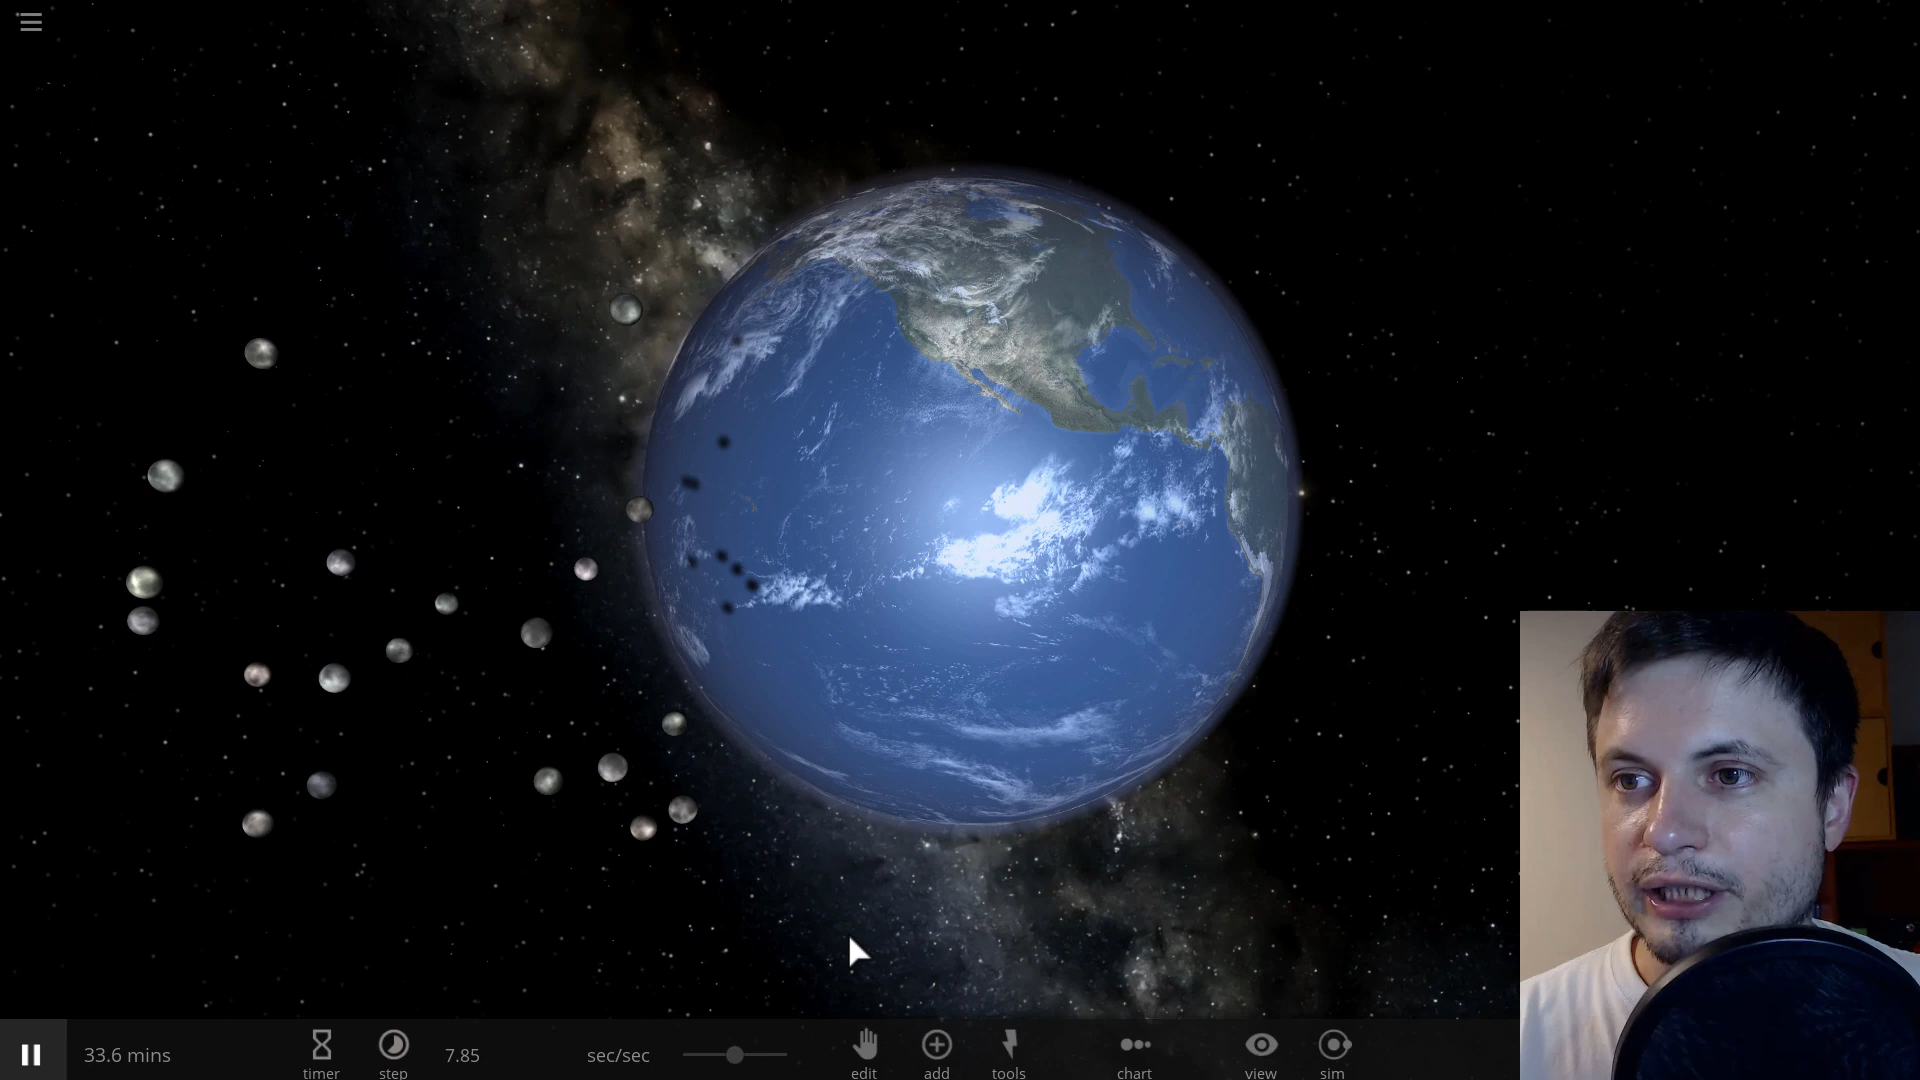 33.6 mins
timer
step
7.85
sec/sec
edit
add
tools
chart
view
sim